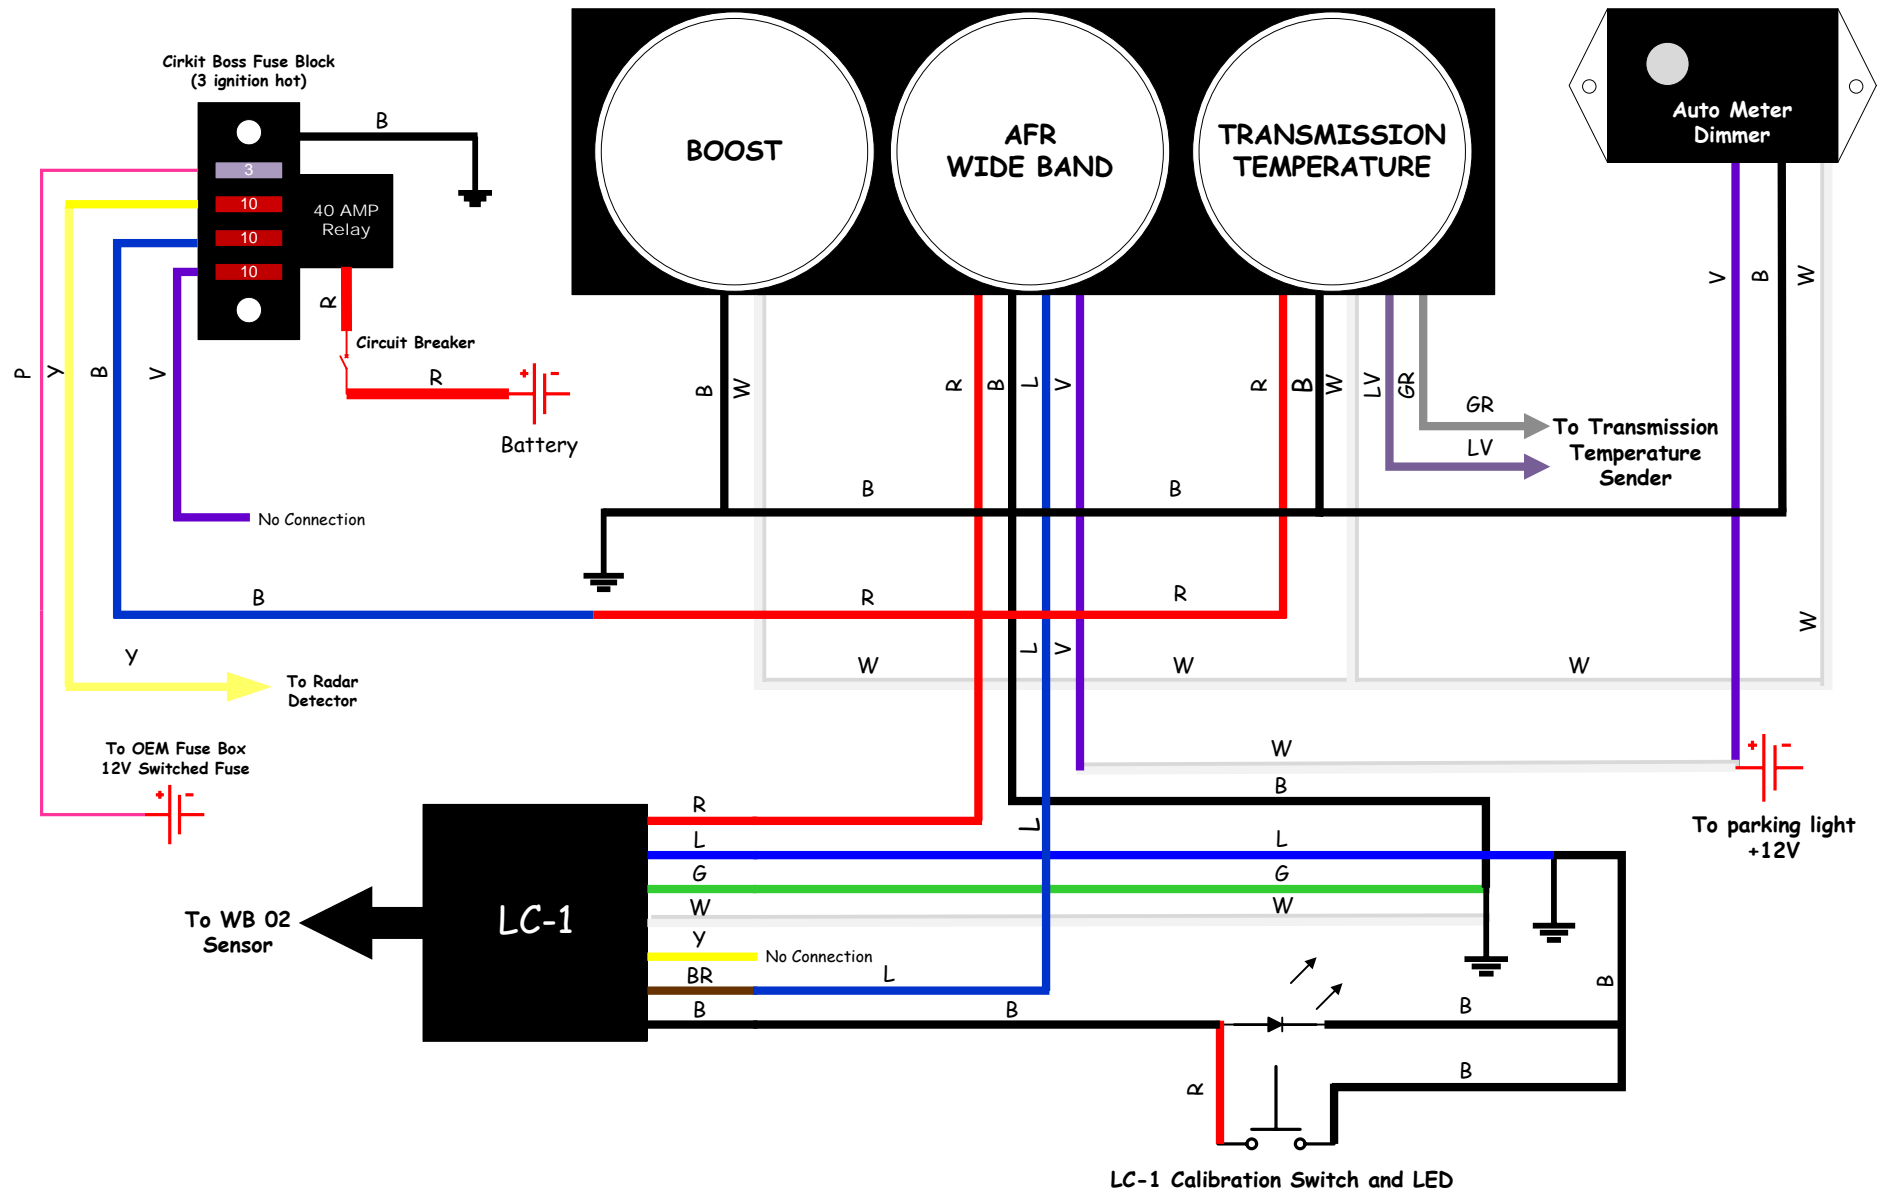 Cirkit Boss Fuse Block
(3 ignition hot)
B
3
10
10
10
40 AMP
Relay
R
Circuit Breaker
R
+ -
Battery
P
Y
B
V
No Connection
B
Y
To Radar
Detector
To OEM Fuse Box
12V Switched Fuse
+ -
BOOST
AFR
WIDE BAND
TRANSMISSION
TEMPERATURE
Auto Meter
Dimmer
V
B
W
B
W
R
B
L
V
R
B
W
LV
GR
GR
LV
To Transmission
Temperature
Sender
B
B
R
R
W
L
V
W
W
W
W
+ -
To parking light
+12V
B
L
LC-1
To WB O2
Sensor
R
L
L
G
G
W
W
Y
No Connection
BR
L
B
B
B
B
B
R
LC-1 Calibration Switch and LED